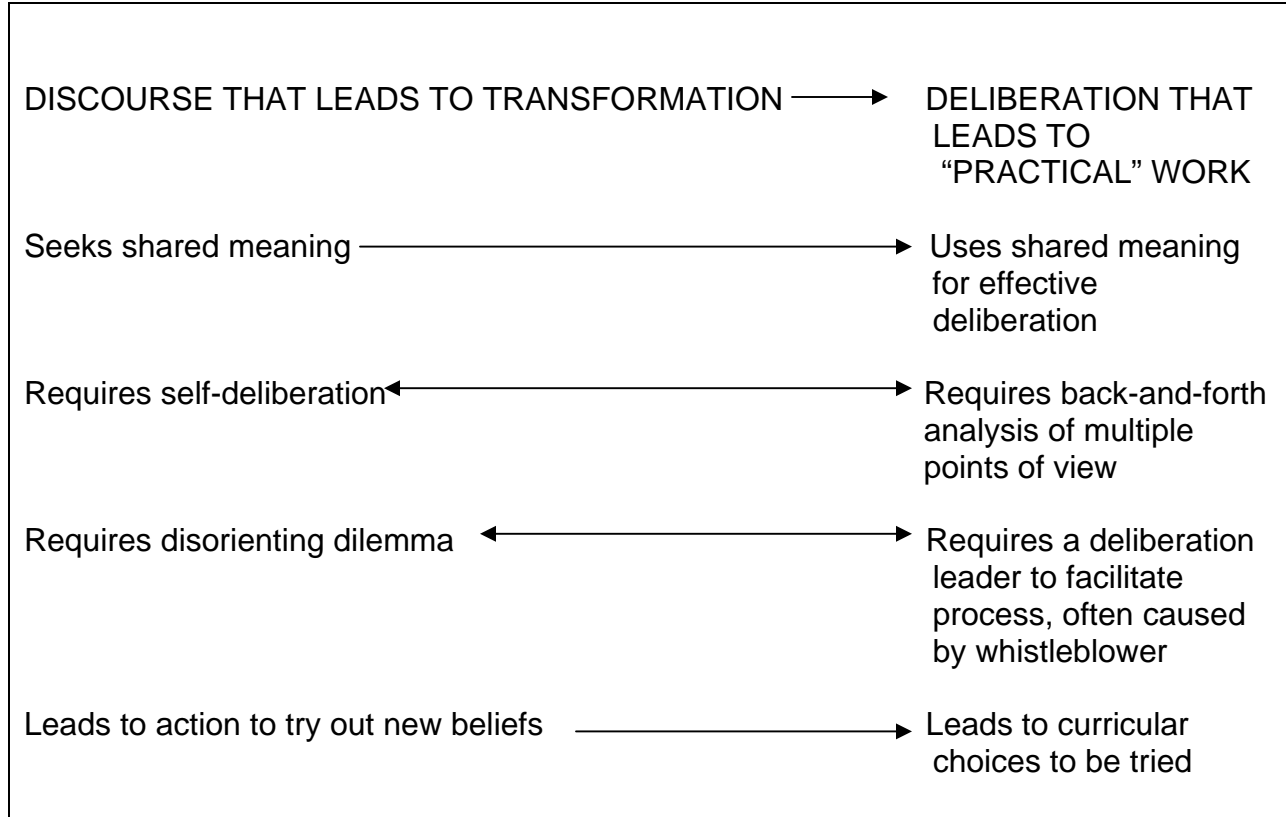 DISCOURSE THAT LEADS TO TRANSFORMATION
DELIBERATION THAT
LEADS TO
“PRACTICAL” WORK
Seeks shared meaning
Uses shared meaning
for effective
deliberation
Requires self-deliberation
Requires back-and-forth
analysis of multiple
points of view
Requires disorienting dilemma
Requires a deliberation
leader to facilitate
process, often caused
by whistleblower
Leads to action to try out new beliefs
Leads to curricular
choices to be tried